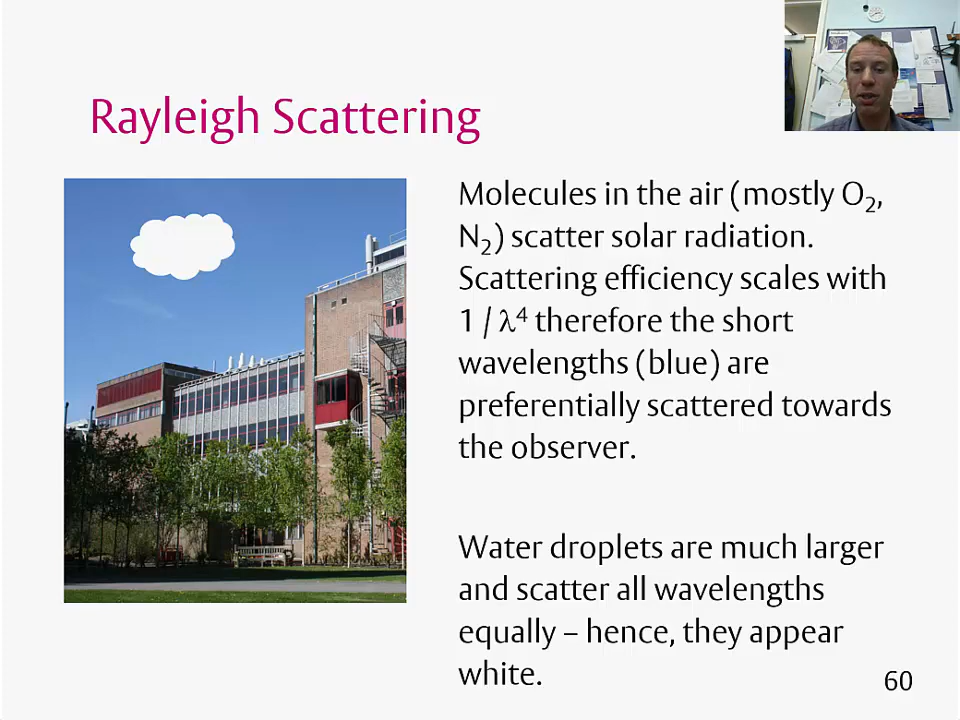 Rayleigh Scattering
Molecules in the air (mostly O₂,
N₂) scatter solar radiation.
Scattering efficiency scales with
1 / λ⁴ therefore the short
wavelengths (blue) are
preferentially scattered towards
the observer.
Water droplets are much larger
and scatter all wavelengths
equally – hence, they appear
white.
60